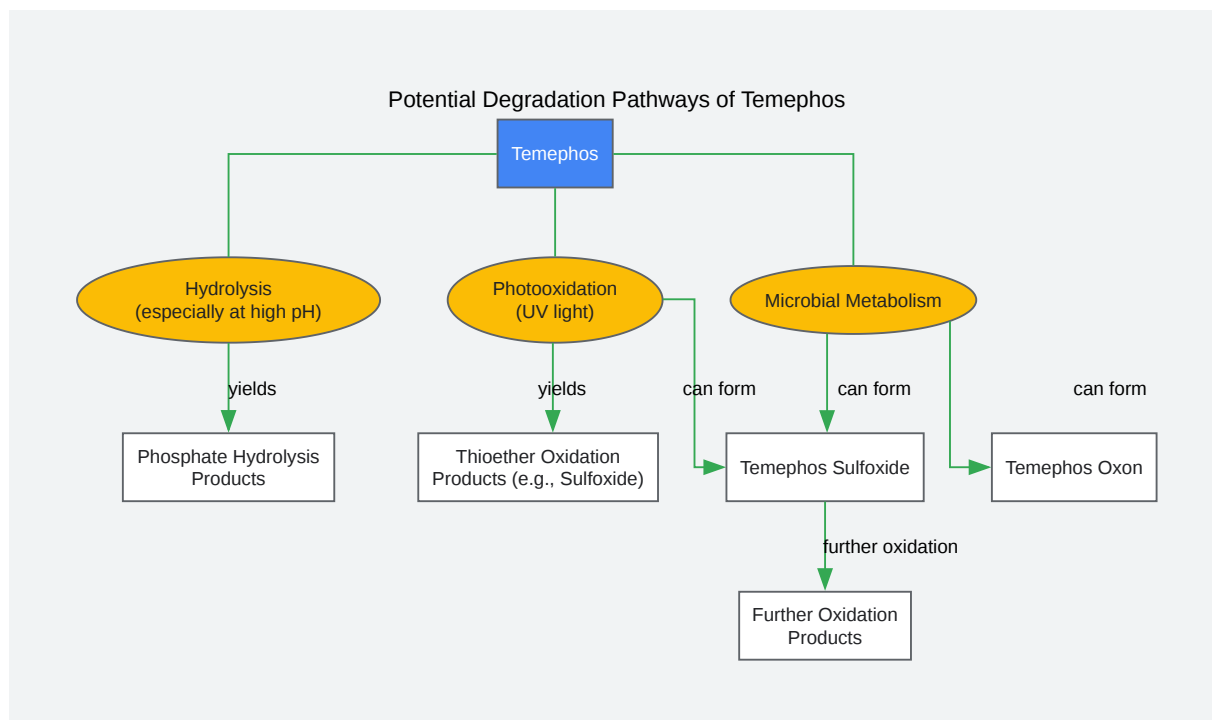 Potential Degradation Pathways of Temephos
Temephos
Hydrolysis
(especially at high pH)
Photooxidation
(UV light)
Microbial Metabolism
yields
yields
can form
can form
can form
Phosphate Hydrolysis
Products
Thioether Oxidation
Products (e.g., Sulfoxide)
Temephos Sulfoxide
Temephos Oxon
further oxidation
Further Oxidation
Products